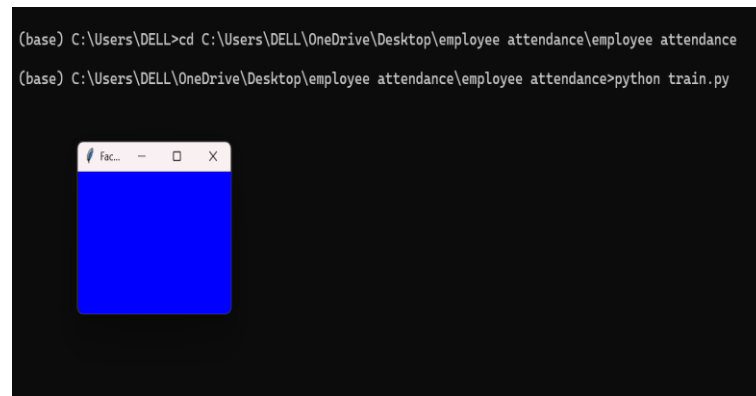 (base) C:\Users\DELL>cd C:\Users\DELL\OneDrive\Desktop\employee attendance\employee attendance
(base) C:\Users\DELL\OneDrive\Desktop\employee attendance\employee attendance>python train.py
Fac...